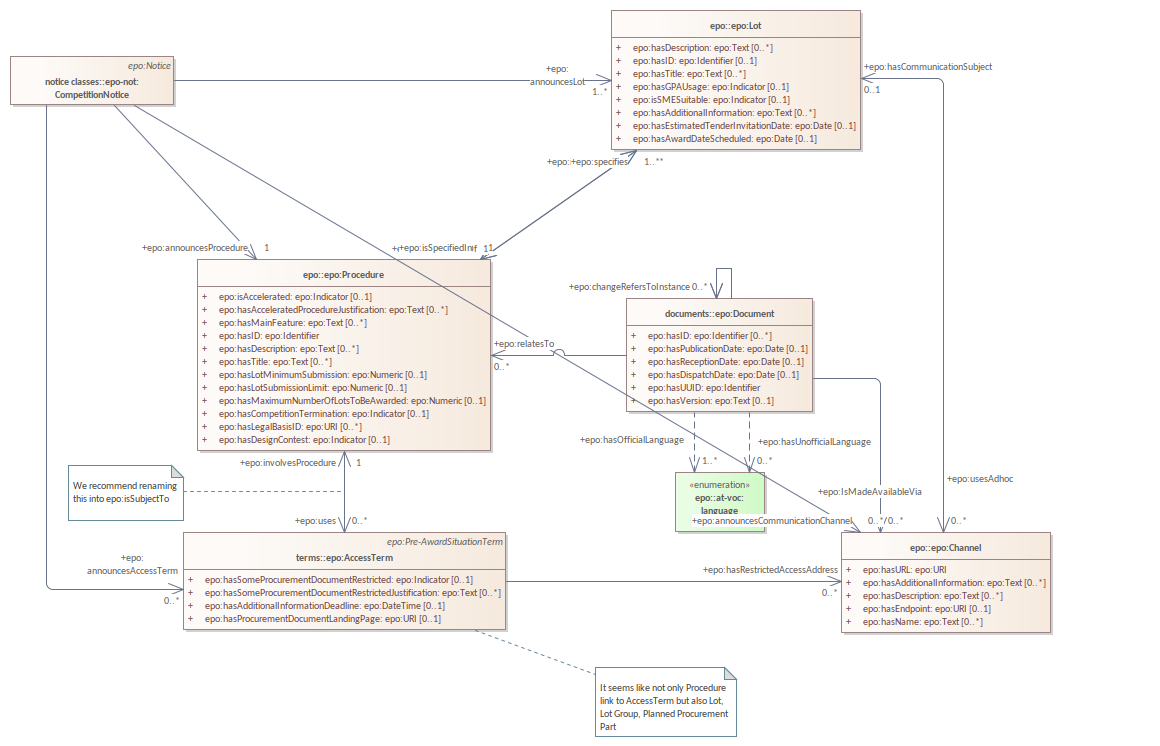 epo:Notice
notice classes::epo-not:
CompetitionNotice
epo::epo:Lot
+ epo:hasDescription: epo:Text [0..*]
+ epo:hasID: epo:Identifier [0..1]
+ epo:hasTitle: epo:Text [0..*]
+ epo:hasGPAUsage: epo:Indicator [0..1]
+ epo:isSMESuitable: epo:Indicator [0..1]
+ epo:hasAdditionalInformation: epo:Text [0..*]
+ epo:hasEstimatedTenderInvitationDate: epo:Date [0..1]
+ epo:hasAwardDateScheduled: epo:Date [0..1]
+epo:
announcesLot
1..*
+epo:hasCommunicationSubject
0..1
+epo:specifies
1..*
+epo:announcesProcedure 1
+epo:isSpecifiedIn 1
epo::epo:Procedure
+ epo:isAccelerated: epo:Indicator [0..1]
+ epo:hasAcceleratedProcedureJustification: epo:Text [0..*]
+ epo:hasMainFeature: epo:Text [0..*]
+ epo:hasID: epo:Identifier
+ epo:hasDescription: epo:Text [0..*]
+ epo:hasTitle: epo:Text [0..*]
+ epo:hasLotMinimumSubmission: epo:Numeric [0..1]
+ epo:hasLotSubmissionLimit: epo:Numeric [0..1]
+ epo:hasMaximumNumberOfLotsToBeAwarded: epo:Numeric [0..1]
+ epo:hasCompetitionTermination: epo:Indicator [0..1]
+ epo:hasLegalBasisID: epo:URI [0..*]
+ epo:hasDesignContest: epo:Indicator [0..1]
+epo:changeRefersToInstance 0..*
documents::epo:Document
+ epo:hasID: epo:Identifier [0..*]
+ epo:hasPublicationDate: epo:Date [0..1]
+ epo:hasReceptionDate: epo:Date [0..1]
+ epo:hasDispatchDate: epo:Date [0..1]
+ epo:hasUUID: epo:Identifier
+ epo:hasVersion: epo:Text [0..1]
+epo:relatesTo
0..*
+epo:hasOfficialLanguage
1..*
+epo:hasUnofficialLanguage
0..*
«enumeration»
epo::at-voc:
language
+epo:announcesCommunicationChannel
0..*
+epo:IsMadeAvailableVia
0..*
+epo:usesAdhoc
0..*
+epo:involvesProcedure 1
We recommend renaming
this into epo:isSubjectTo
+epo:uses 0..*
+epo:
announcesAccessTerm
0..*
epo:Pre-AwardSituationTerm
terms::epo:AccessTerm
+ epo:hasSomeProcurementDocumentRestricted: epo:Indicator [0..1]
+ epo:hasSomeProcurementDocumentRestrictedJustification: epo:Text [0..*]
+ epo:hasAdditionalInformationDeadline: epo:DateTime [0..1]
+ epo:hasProcurementDocumentLandingPage: epo:URI [0..1]
+epo:hasRestrictedAccessAddress
0..*
epo::epo:Channel
+ epo:hasURL: epo:URI
+ epo:hasAdditionalInformation: epo:Text [0..*]
+ epo:hasDescription: epo:Text [0..*]
+ epo:hasEndpoint: epo:URI [0..1]
+ epo:hasName: epo:Text [0..*]
It seems like not only Procedure
link to AccessTerm but also Lot,
Lot Group, Planned Procurement
Part